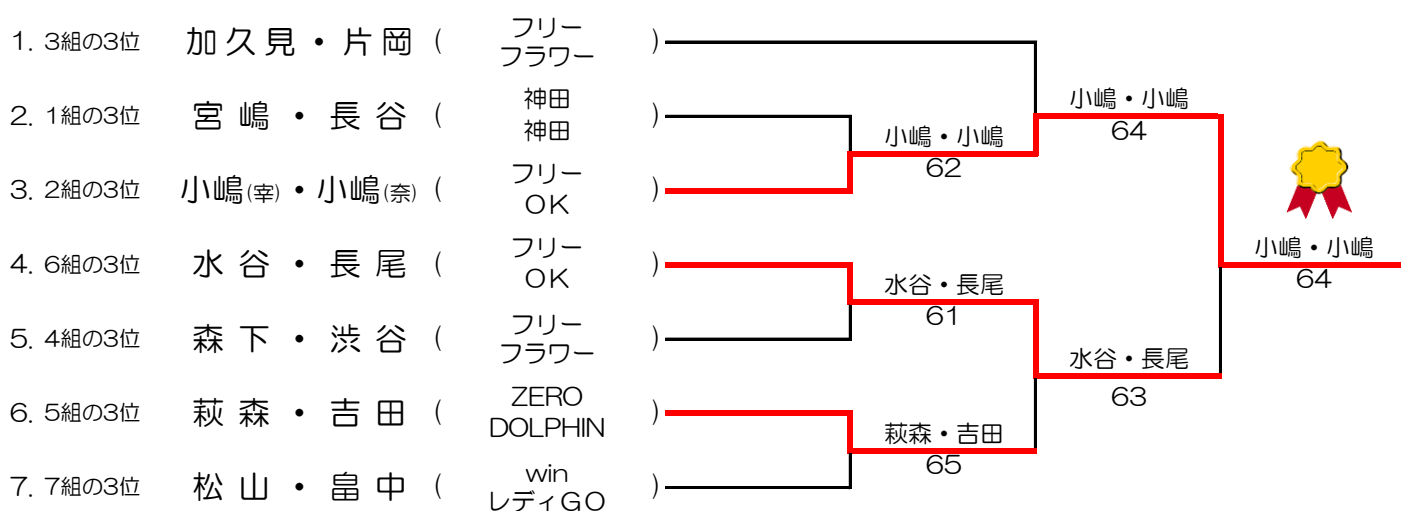 1. 3組の3位 加久見・片岡 ( フリー フラワー )
2. 1組の3位 宮嶋・長谷 ( 神田 神田 )
3. 2組の3位 小嶋(幸)・小嶋(奈) ( フリー OK )
4. 6組の3位 水谷・長尾 ( フリー OK )
5. 4組の3位 森下・渋谷 ( フリー フラワー )
6. 5組の3位 萩森・吉田 ( ZERO DOLPHIN )
7. 7組の3位 松山・畠中 ( win レディGO )
小嶋・小嶋
62
水谷・長尾
61
萩森・吉田
65
小嶋・小嶋
64
水谷・長尾
63
小嶋・小嶋
64